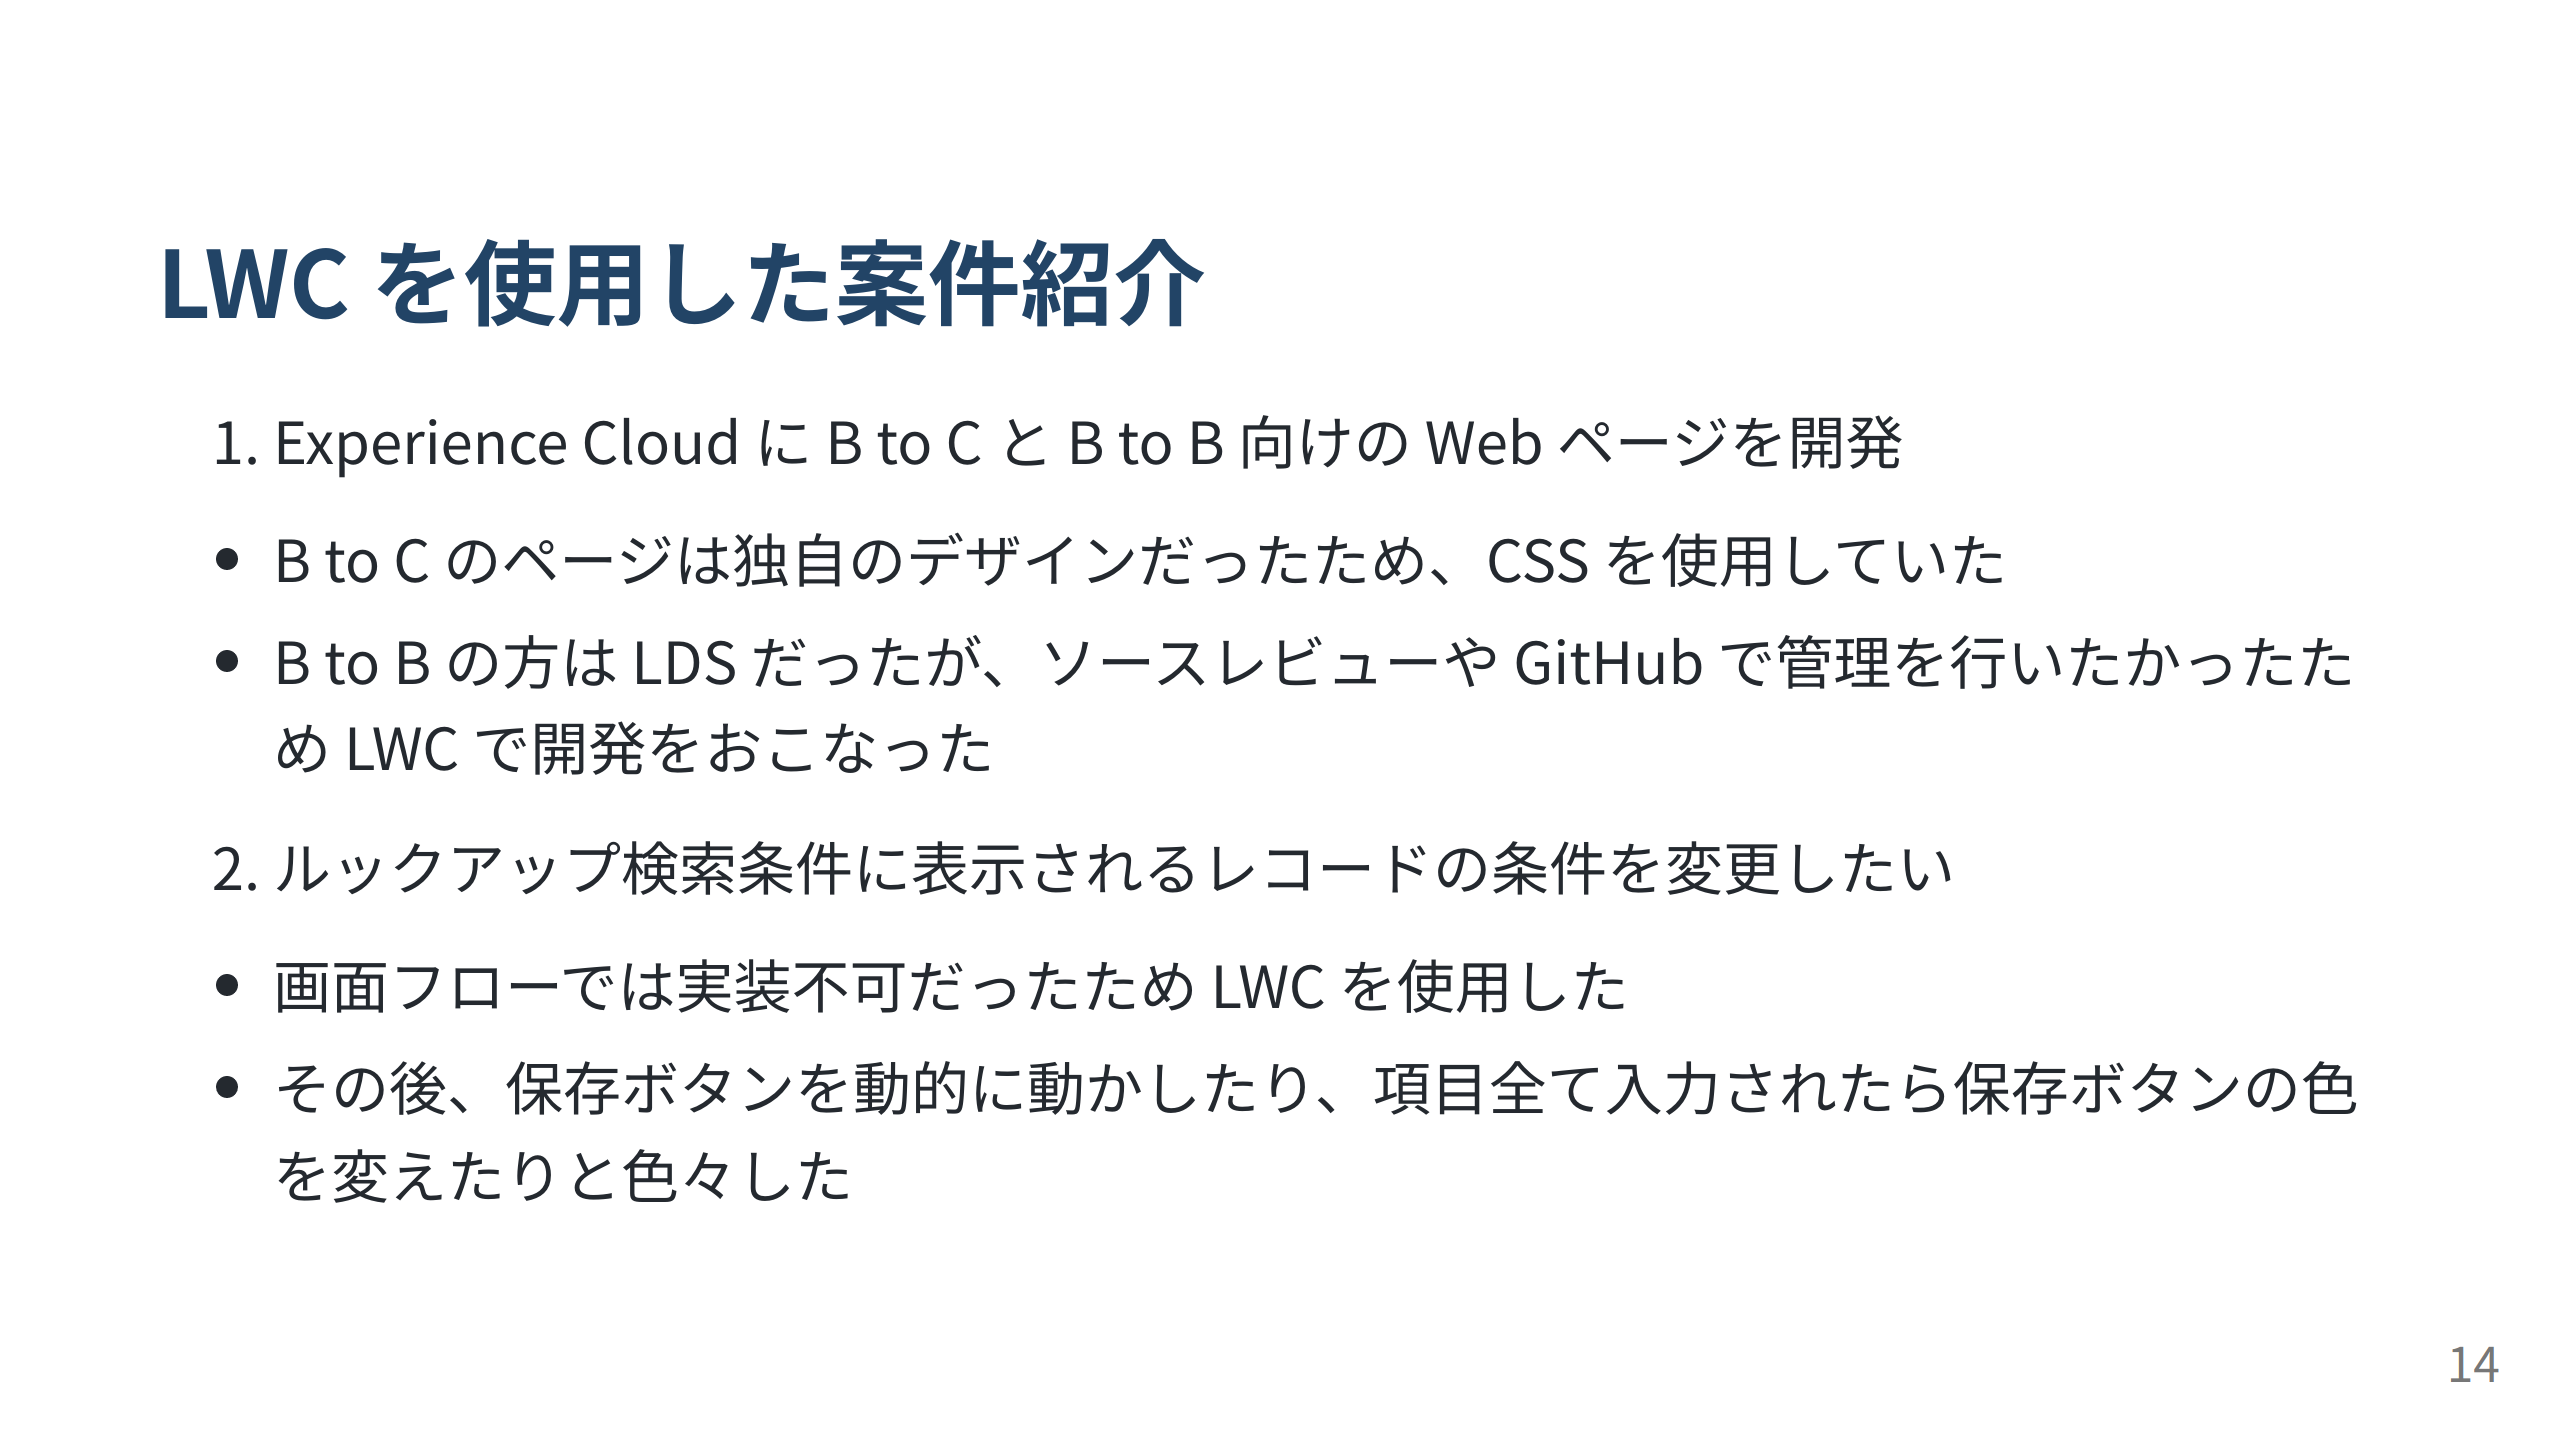 LWC を使用した案件紹介
1. Experience Cloud に B to C と B to B 向けの Web ページを開発
• B to C のページは独自のデザインだったため、CSS を使用していた
• B to B の方は LDS だったが、ソースレビューや GitHub で管理を行いたかったた
め LWC で開発をおこなった
2. ルックアップ検索条件に表示されるレコードの条件を変更したい
• 画面フローでは実装不可だったため LWC を使用した
• その後、保存ボタンを動的に動かしたり、項目全て入力されたら保存ボタンの色
を変えたりと色々した
14